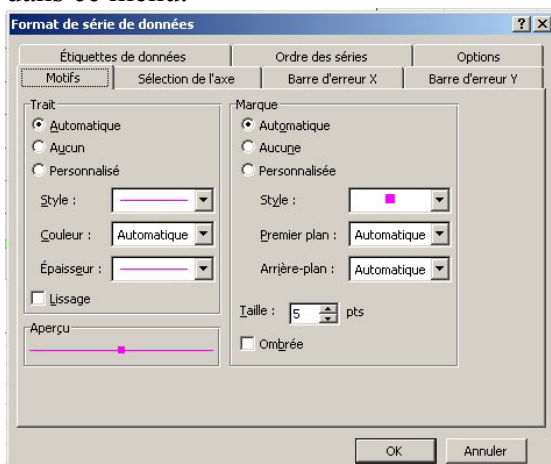 Format de série de données
Étiquettes de données Ordre des séries Options
Motifs Sélection de l'axe Barre d'erreur X Barre d'erreur Y
Trait
Automatique
Aucun
Personnalisé
Style :
Couleur : Automatique
Épaisseur :
Lissage
Aperçu
Marque
Automatique
Aucune
Personnalisée
Style :
Premier plan : Automatique
Arrière-plan : Automatique
Taille : 5 pts
Ombrée
OK Annuler